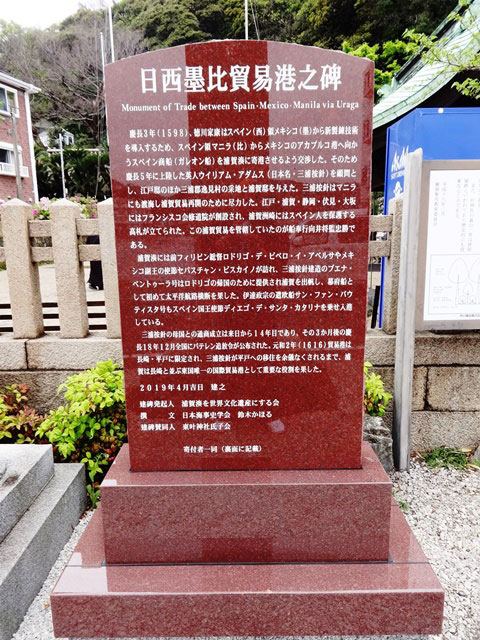 日西墨比貿易港之碑
Monument of Trade between Spain・Mexico・Manila via Uraga
慶長3年(1598)、徳川家康はスペイン(西)領メキシコ(墨)から新製錬技術
を導入するため、スペイン領マニラ(比)からメキシコのアカプルコ港へ向か
うスペイン商船(ガレオン船)を浦賀湊に寄港させるよう交渉した。そのため
慶長5年に上陸した英人ウイリアム・アダムス(日本名・三浦按針)を顧問と
し、江戸邸のほか三浦郡逸見村の采地と浦賀邸を与えた。三浦按針はマニラ
にも渡海し浦賀貿易再開のために尽力した。江戸・浦賀・静岡・伏見・大坂
にはフランシスコ会修道院が創設され、浦賀洲崎にはスペイン人を保護する
高札が立てられた。この浦賀貿易を管轄していたのが船奉行向井将監忠勝で
ある。
浦賀湊には前フィリピン総督ロドリゴ・デ・ビベロ・イ・アベルサやメキ
シコ副王の使節セバスチャン・ビスカイノが訪れ、三浦按針建造のブエナ・
ベントゥーラ号はロドリゴの帰国のために提供され浦賀を出帆し、幕府船と
して初めて太平洋航路横断を果した。伊達政宗の遣欧船サン・ファン・バウ
ティスタ号もスペイン国王使節ディエゴ・デ・サンタ・カタリナを乗せ入港
している。
三浦按針の母国との通商成立は来日から14年目であり、その3か月後の慶
長18年12月全国にバテレン追放令が公布された。元和2年(1616)貿易港は
長崎・平戸に限定され、三浦按針が平戸への移住を余儀なくされるまで、浦
賀は長崎と並ぶ東国唯一の国際貿易港として重要な役割を果した。
2019年4月吉日 建之
建碑発起人 浦賀湊を世界文化遺産にする会
撰 文 日本海事史学会 鈴木かほる
建碑賛同人 東叶神社氏子会
寄付者一同(裏面に記載)